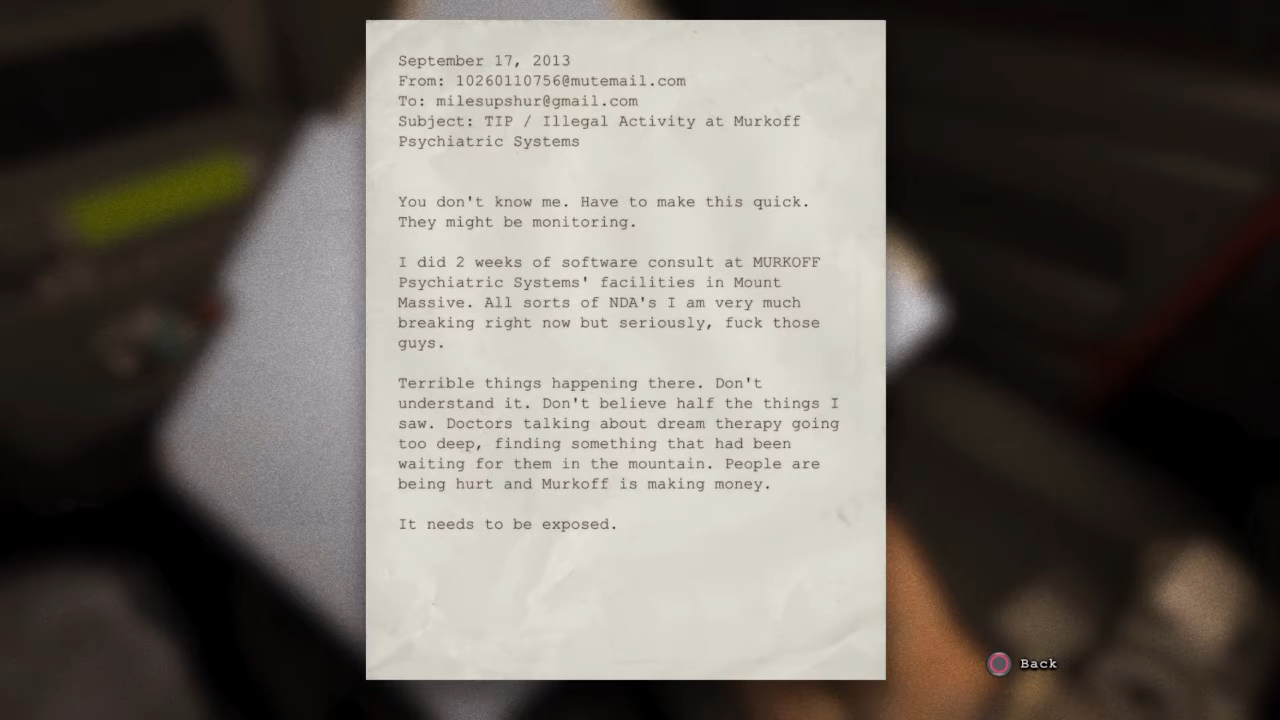 September 17, 2013
From: 10260110756@mutemail.com
To: milesupshur@gmail.com
Subject: TIP / Illegal Activity at Murkoff
Psychiatric Systems
You don't know me. Have to make this quick.
They might be monitoring.
I did 2 weeks of software consult at MURKOFF
Psychiatric Systems' facilities in Mount
Massive. All sorts of NDA's I am very much
breaking right now but seriously, fuck those
guys.
Terrible things happening there. Don't
understand it. Don't believe half the things I
saw. Doctors talking about dream therapy going
too deep, finding something that had been
waiting for them in the mountain. People are
being hurt and Murkoff is making money.
It needs to be exposed.
Back